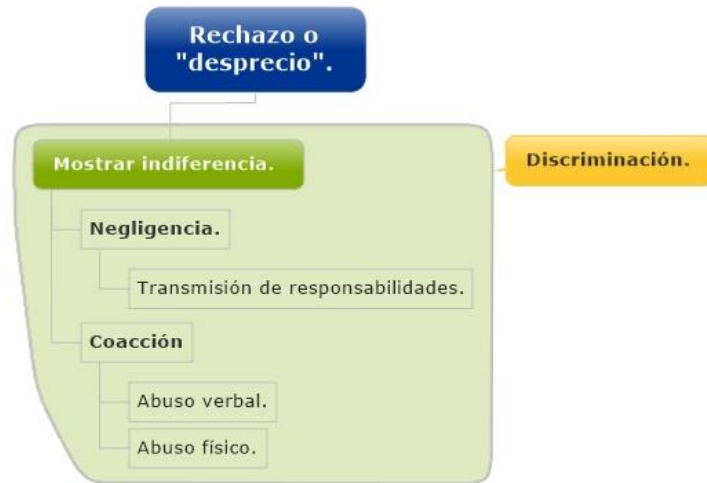 Rechazo o
"desprecio".
Mostrar indiferencia.
Discriminación.
Negligencia.
Transmisión de responsabilidades.
Coacción
Abuso verbal.
Abuso físico.